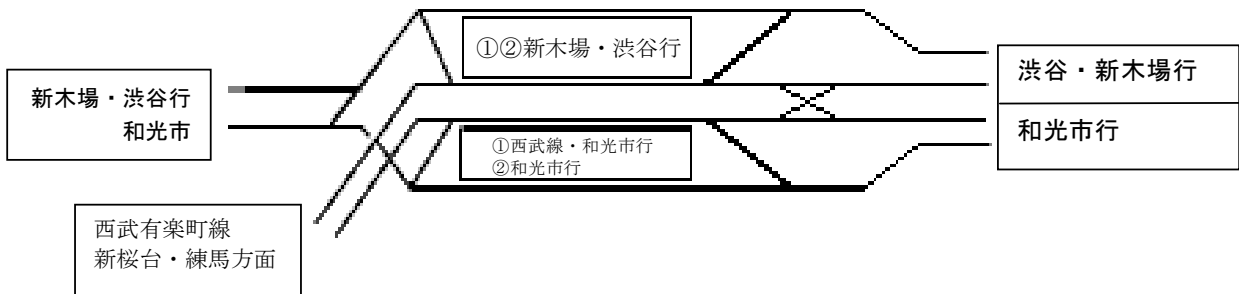 ①②新木場・渋谷行
渋谷・新木場行
和光市行
新木場・渋谷行
和光市
①西武線・和光市行
②和光市行
西武有楽町線
新桜台・練馬方面